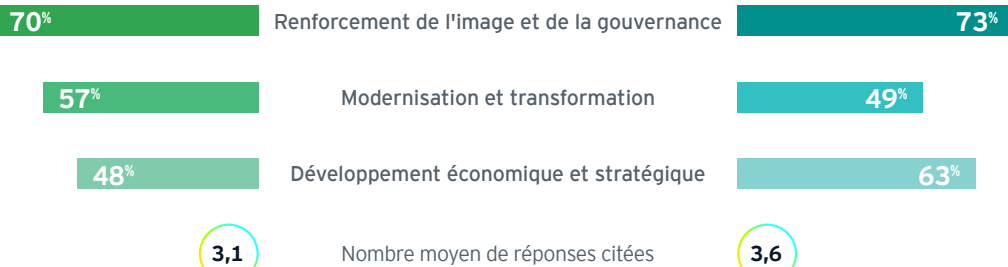 70% Renforcement de l'image et de la gouvernance 73%
57% Modernisation et transformation 49%
48% Développement économique et stratégique 63%
3,1 Nombre moyen de réponses citées 3,6